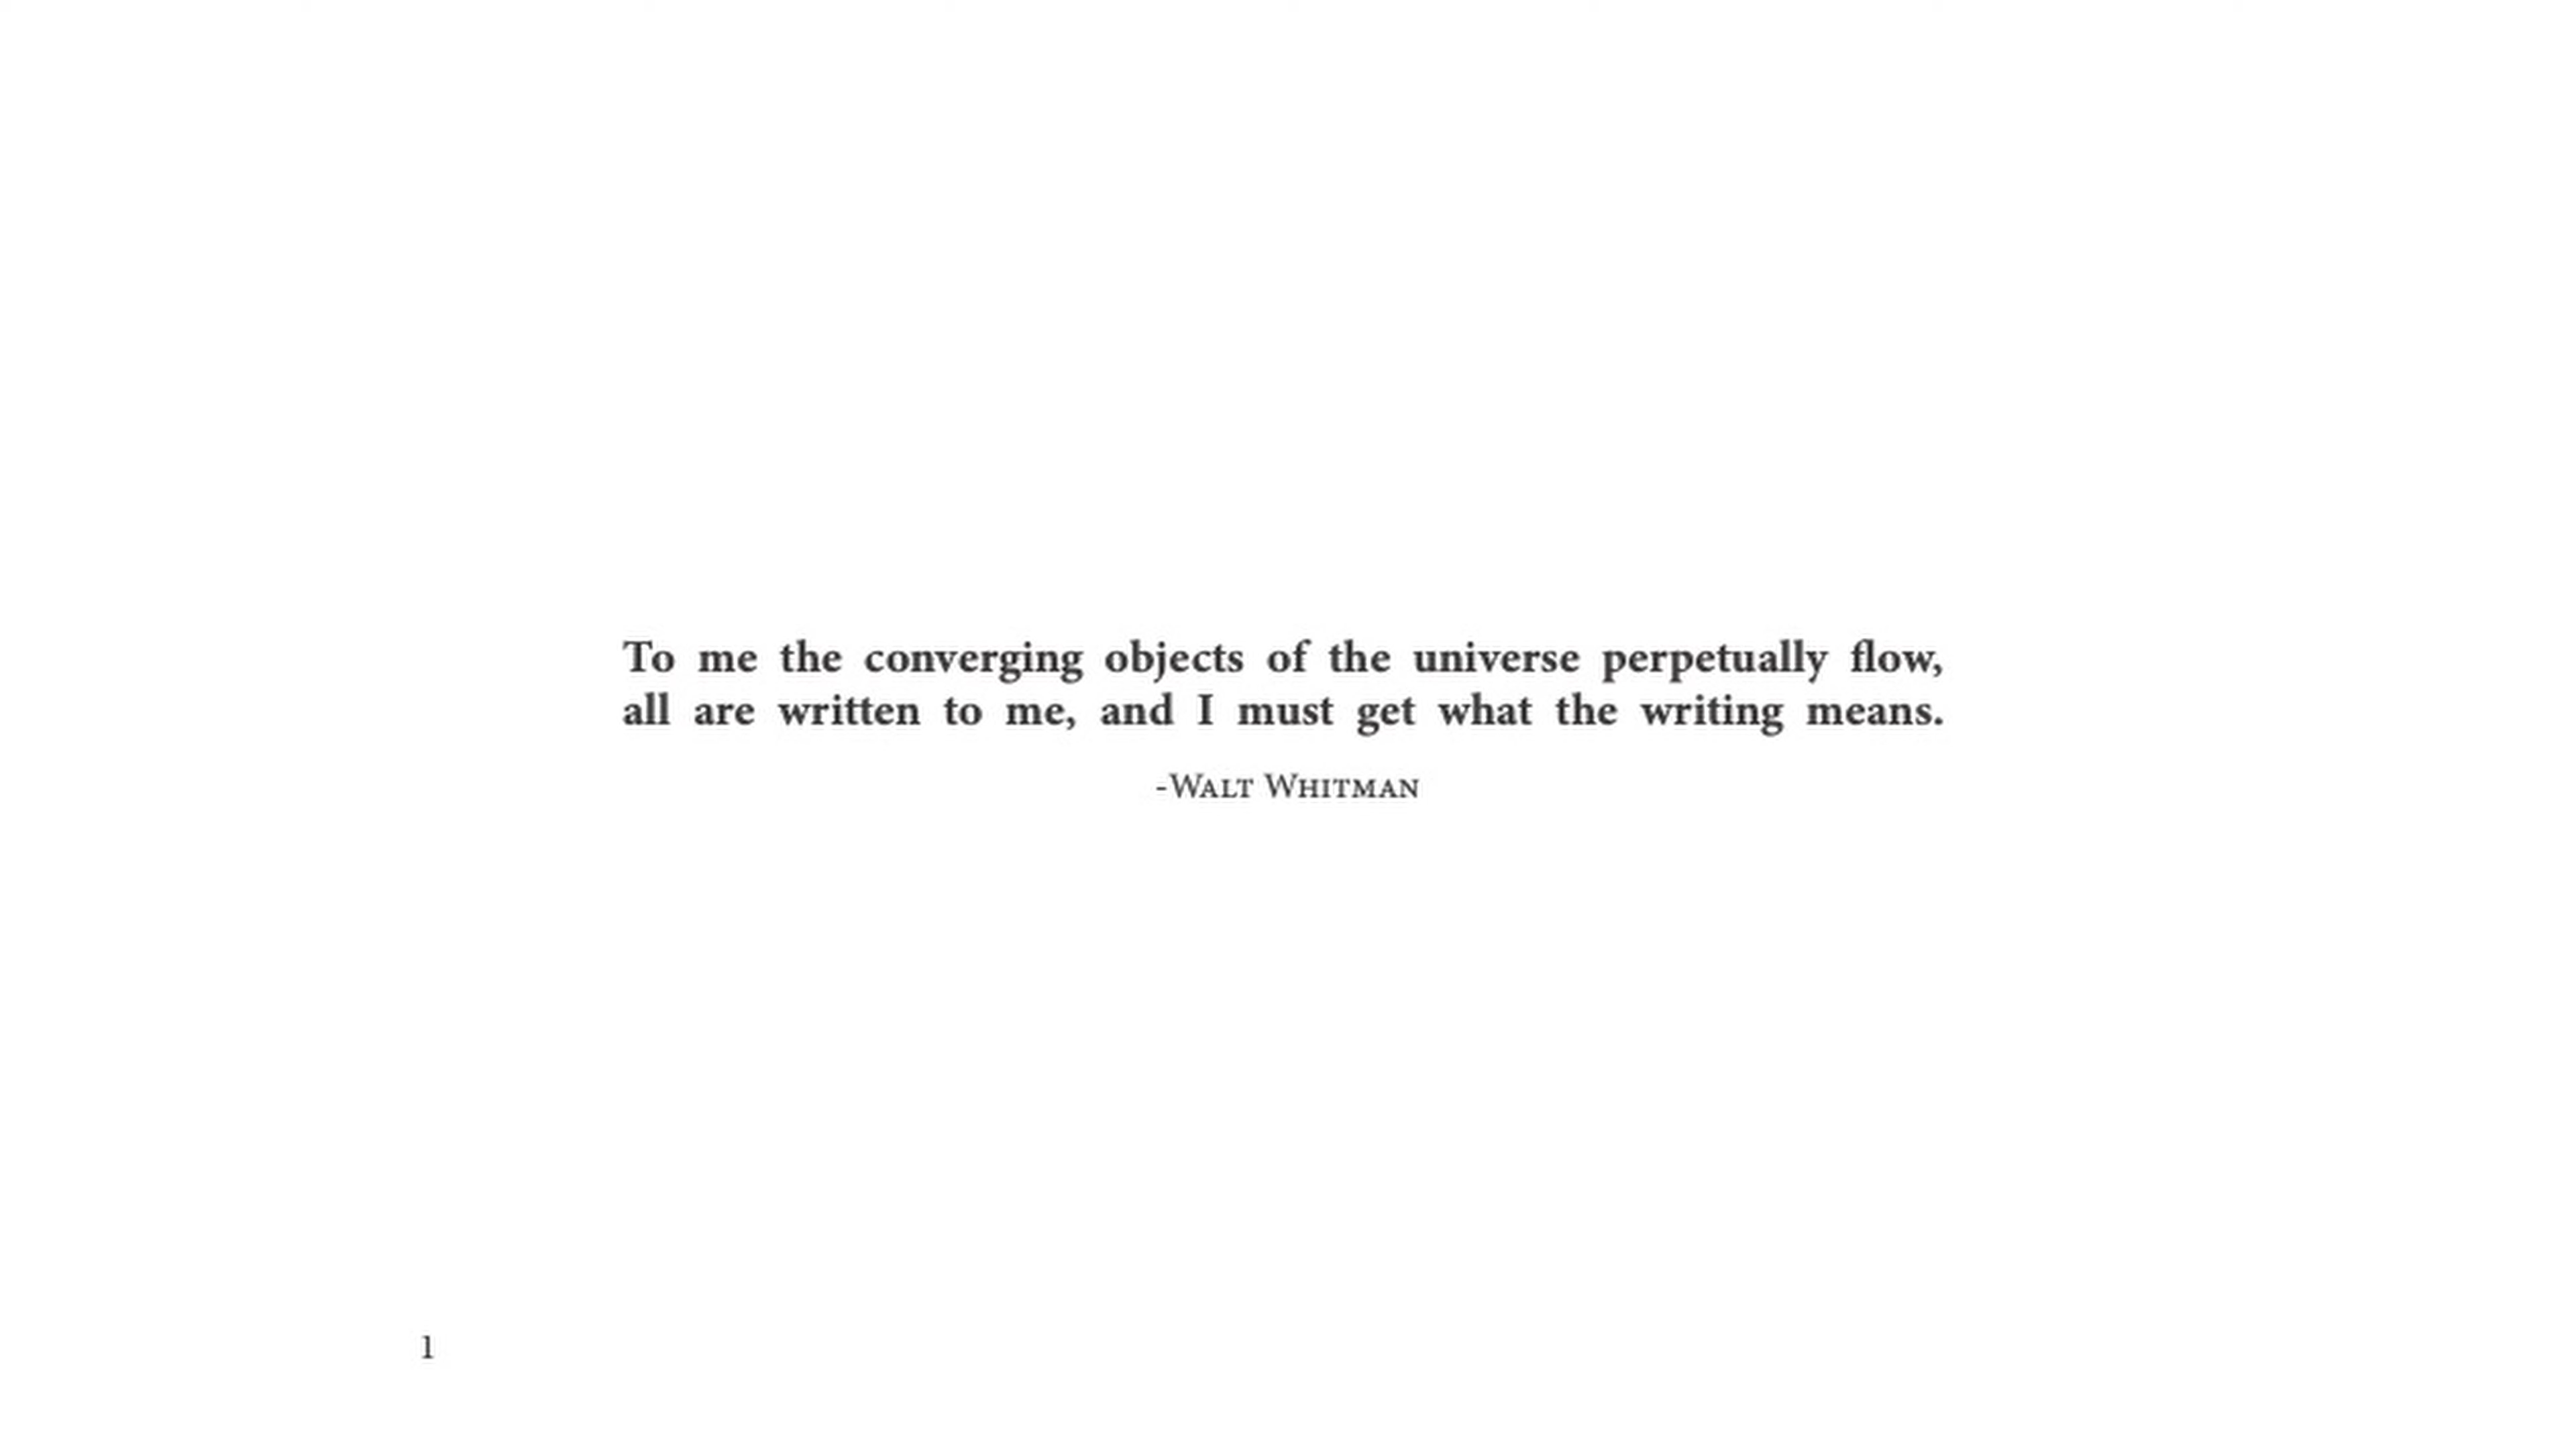 To me the converging objects of the universe perpetually flow,
all are written to me, and I must get what the writing means.
-Walt Whitman
1